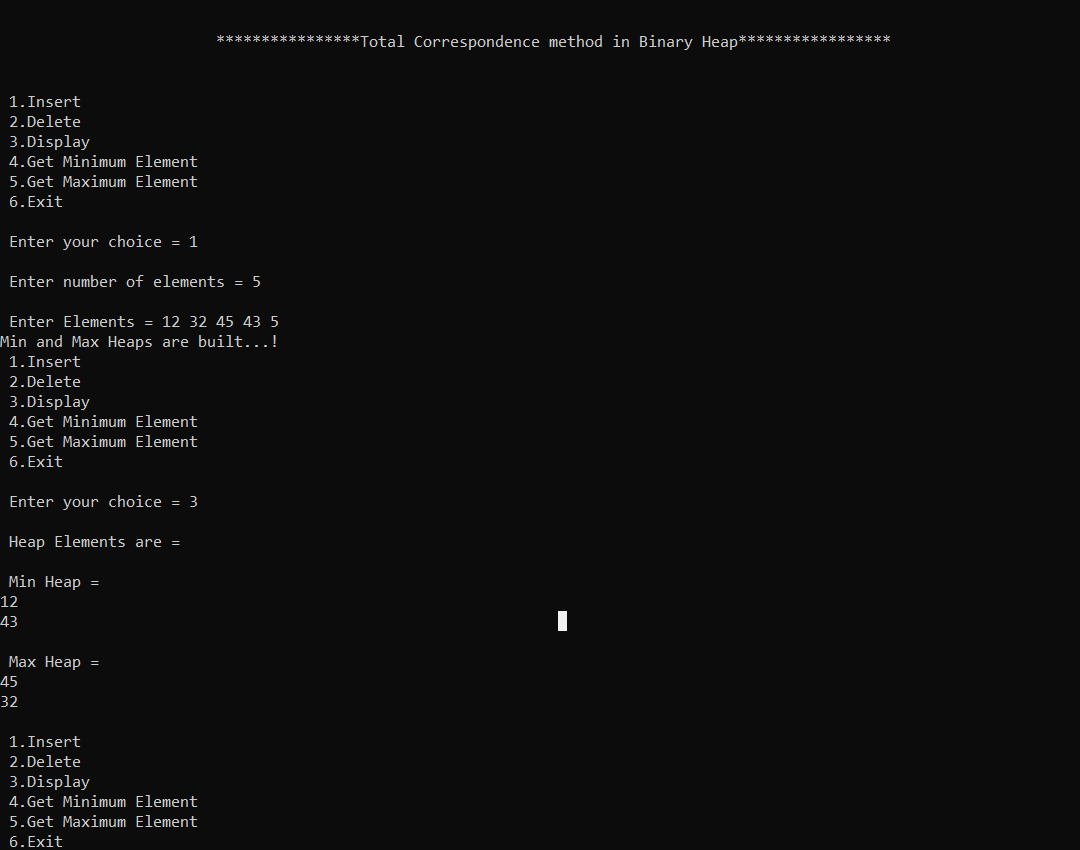 ****************Total Correspondence method in Binary Heap*****************
1.Insert
2.Delete
3.Display
4.Get Minimum Element
5.Get Maximum Element
6.Exit
Enter your choice = 1
Enter number of elements = 5
Enter Elements = 12 32 45 43 5
Min and Max Heaps are built...!
1.Insert
2.Delete
3.Display
4.Get Minimum Element
5.Get Maximum Element
6.Exit
Enter your choice = 3
Heap Elements are =
Min Heap =
12
43
Max Heap =
45
32
1.Insert
2.Delete
3.Display
4.Get Minimum Element
5.Get Maximum Element
6.Exit